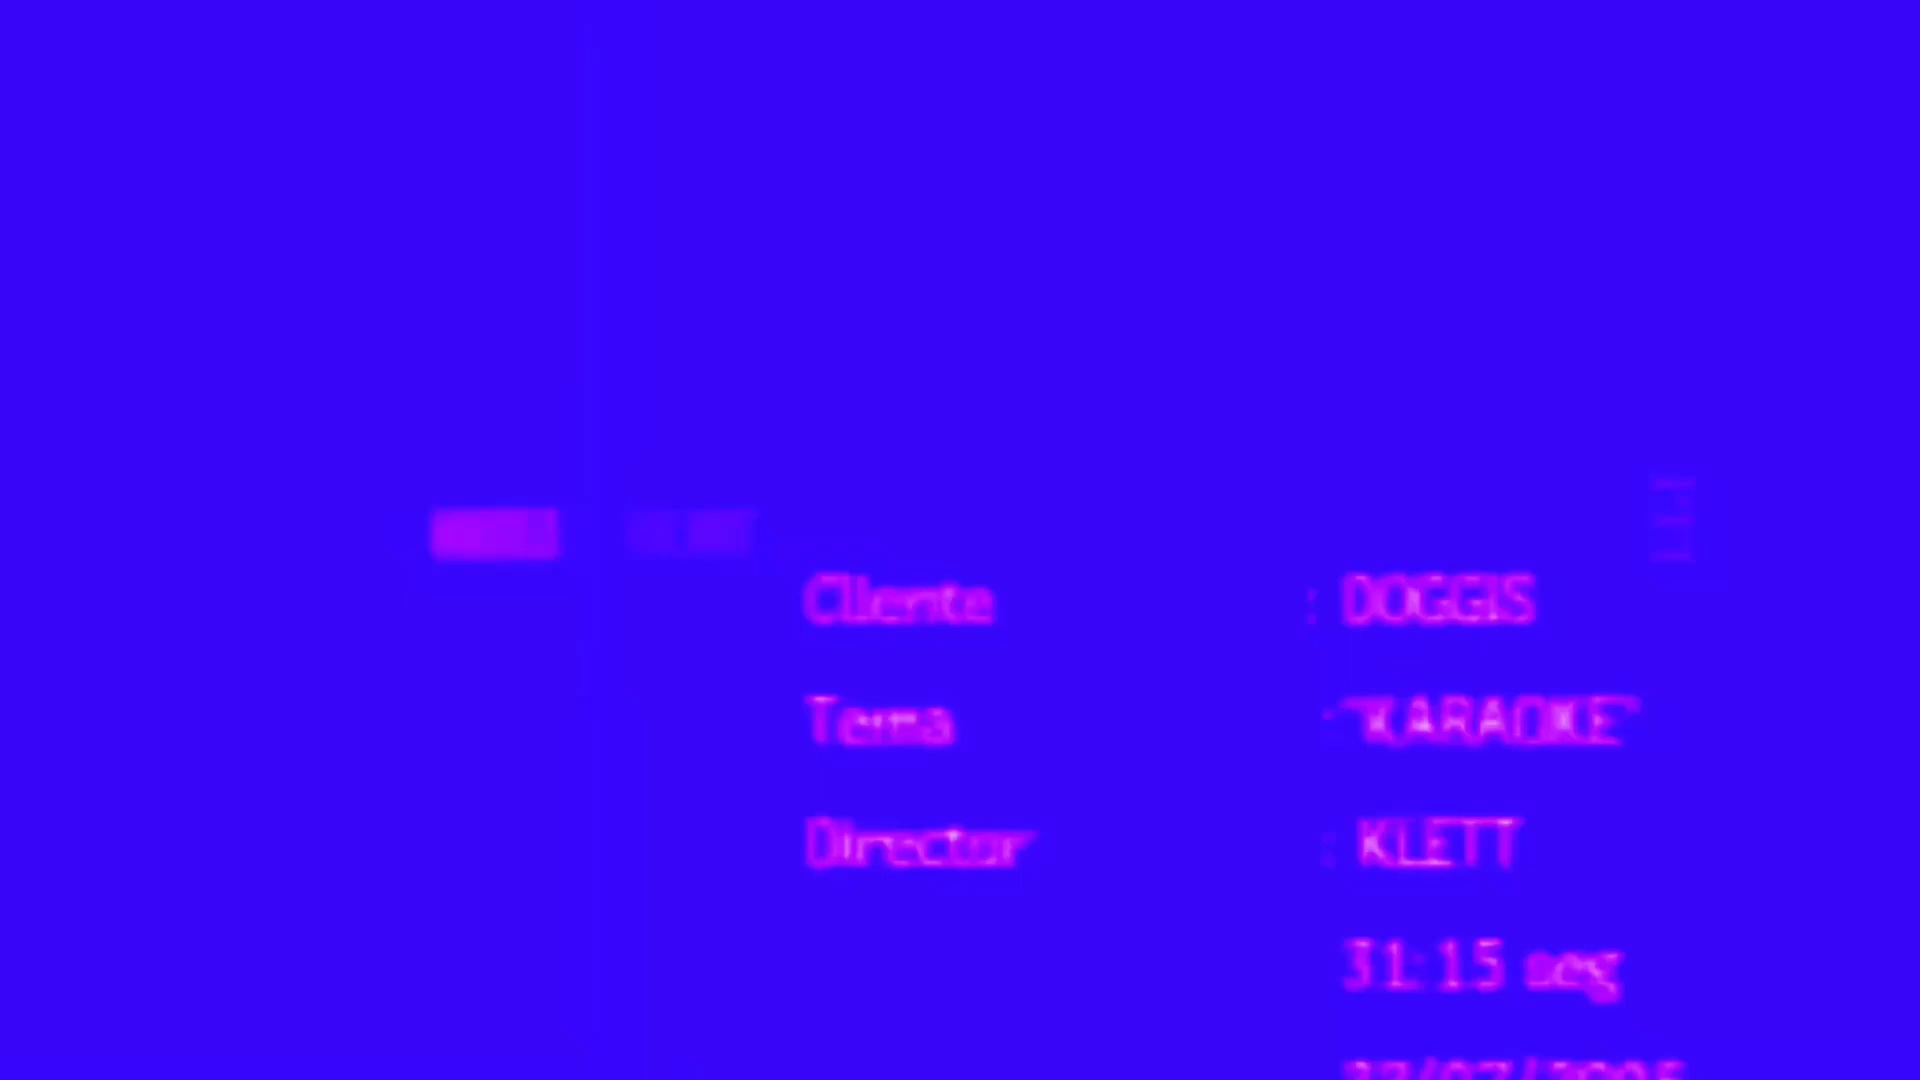 Cliente : DOGGIS
Tema : "KARAOKE"
Director : KLETT
31:15 seg